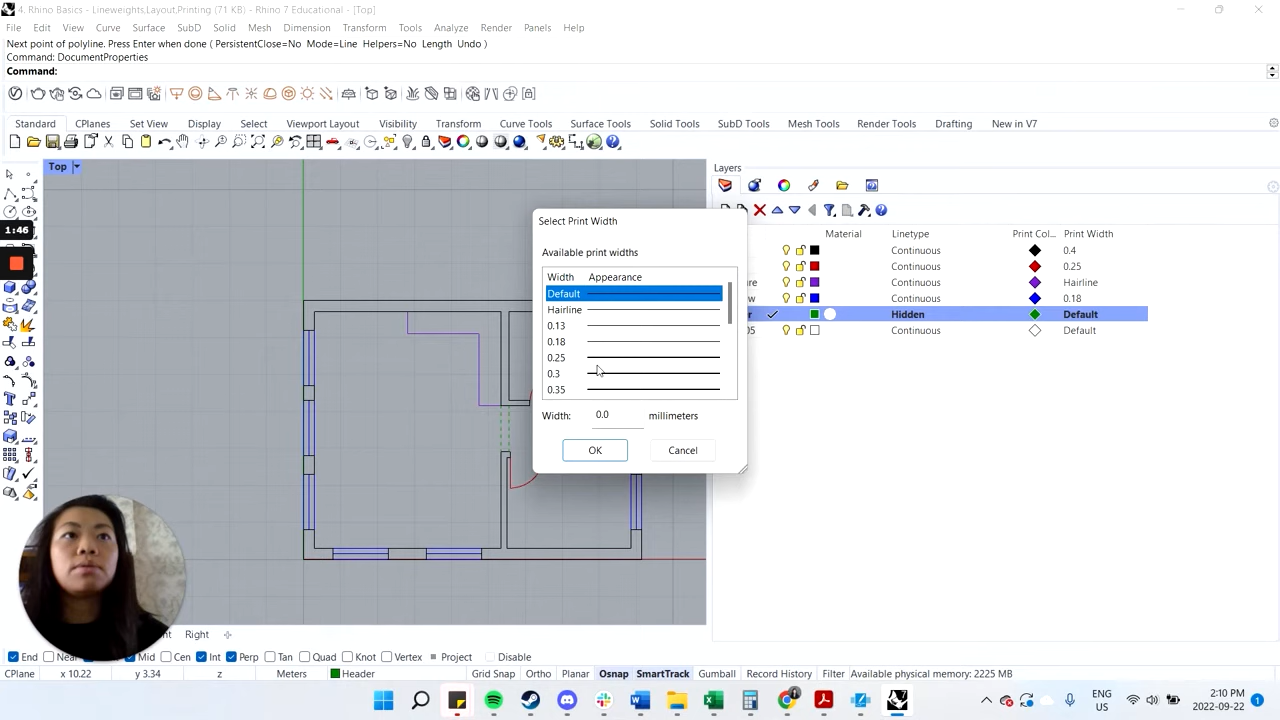 4. Rhino Basics - Lineweights,Layout,Printing (71 KB) - Rhino 7 Educational - [Top]
File Edit View Curve Surface SubD Solid Mesh Dimension Transform Tools Analyze Render Panels Help
Next point of polyline. Press Enter when done ( PersistentClose=No Mode=Line Helpers=No Length Undo )
Command: DocumentProperties
Command:
Standard CPlanes Set View Display Select Viewport Layout Visibility Transform Curve Tools Surface Tools Solid Tools SubD Tools Mesh Tools Render Tools Drafting New in V7
Top
Layers
1:46
Select Print Width
Available print widths
Width Appearance
Default
Hairline
0.13
0.18
0.25
0.3
0.35
Width: 0.0 millimeters
OK Cancel
Material Linetype Print Col... Print Width
Continuous 0.4
Continuous 0.25
re Continuous Hairline
w Continuous 0.18
r Hidden Default
05 Continuous Default
nt Right
End Near Mid Cen Int Perp Tan Quad Knot Vertex Project Disable
CPlane x 10.22 y 3.34 z Meters Header Grid Snap Ortho Planar Osnap SmartTrack Gumball Record History Filter Available physical memory: 2225 MB
ENG
US
2:10 PM
2022-09-22
1